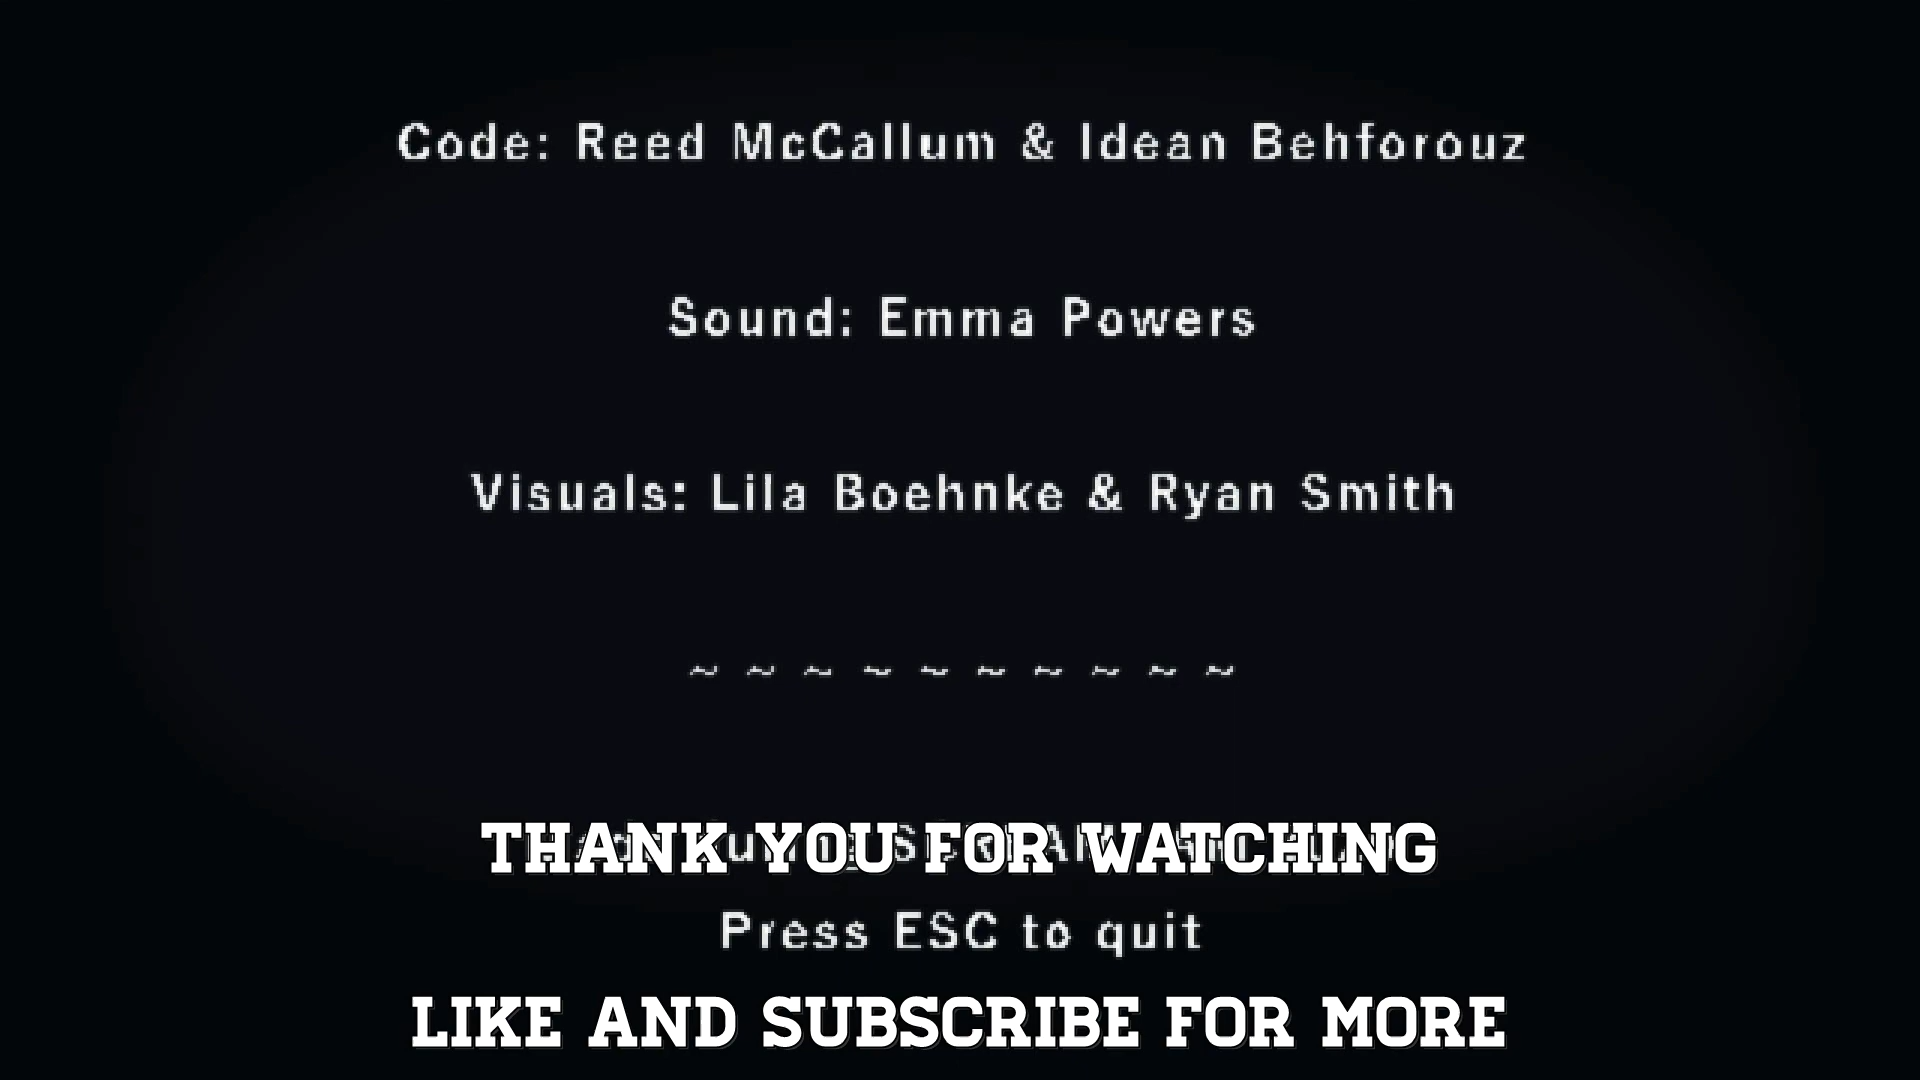 Code: Reed McCallum & Idean Behforouz
Sound: Emma Powers
Visuals: Lila Boehnke & Ryan Smith
~ ~ ~ ~ ~ ~ ~ ~ ~ ~
THANK YOU FOR WATCHING
Press ESC to quit
LIKE AND SUBSCRIBE FOR MORE